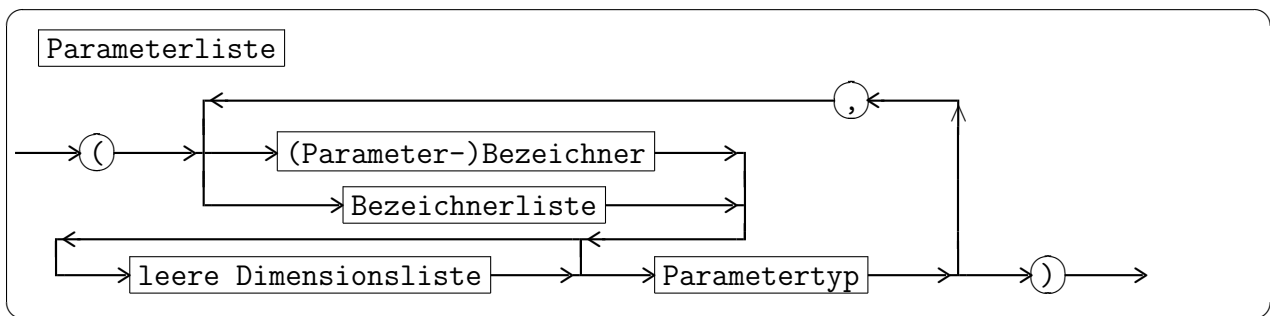 Parameterliste
,
( (Parameter-)Bezeichner
Bezeichnerliste
leere Dimensionsliste Parametertyp )